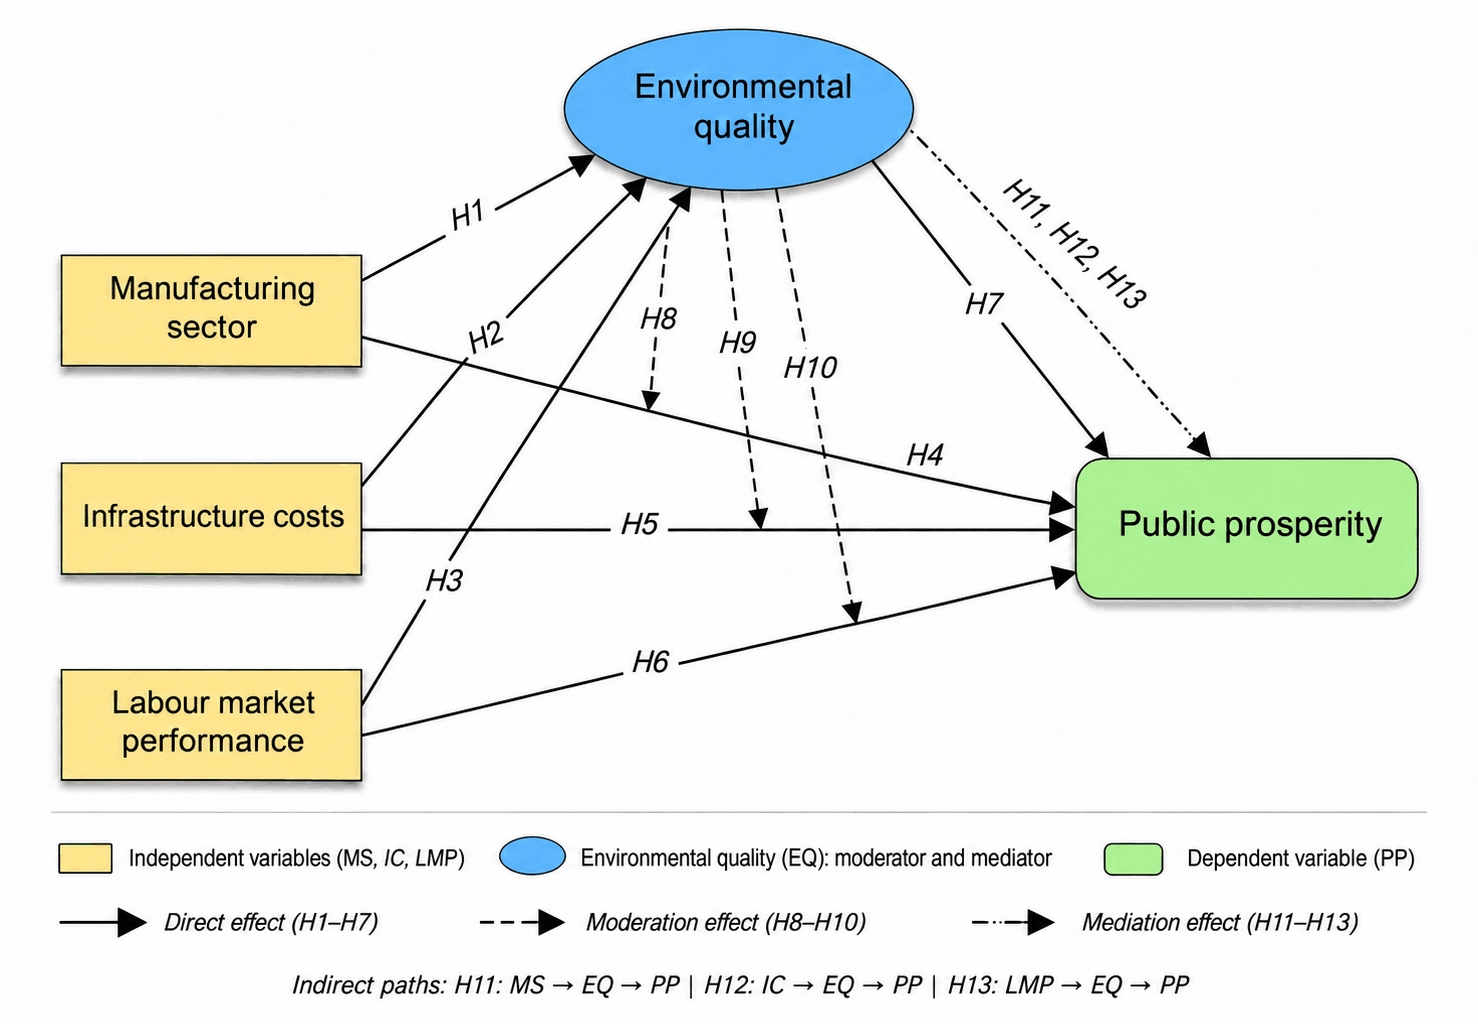 Environmental
quality
H1
H11, H12, H13
Manufacturing
sector
H2
H8
H9
H10
H7
H4
Infrastructure costs
H5
Public prosperity
H3
H6
Labour market
performance
Independent variables (MS, IC, LMP)
Environmental quality (EQ): moderator and mediator
Dependent variable (PP)
Direct effect (H1–H7)
Moderation effect (H8–H10)
Mediation effect (H11–H13)
Indirect paths: H11: MS → EQ → PP | H12: IC → EQ → PP | H13: LMP → EQ → PP